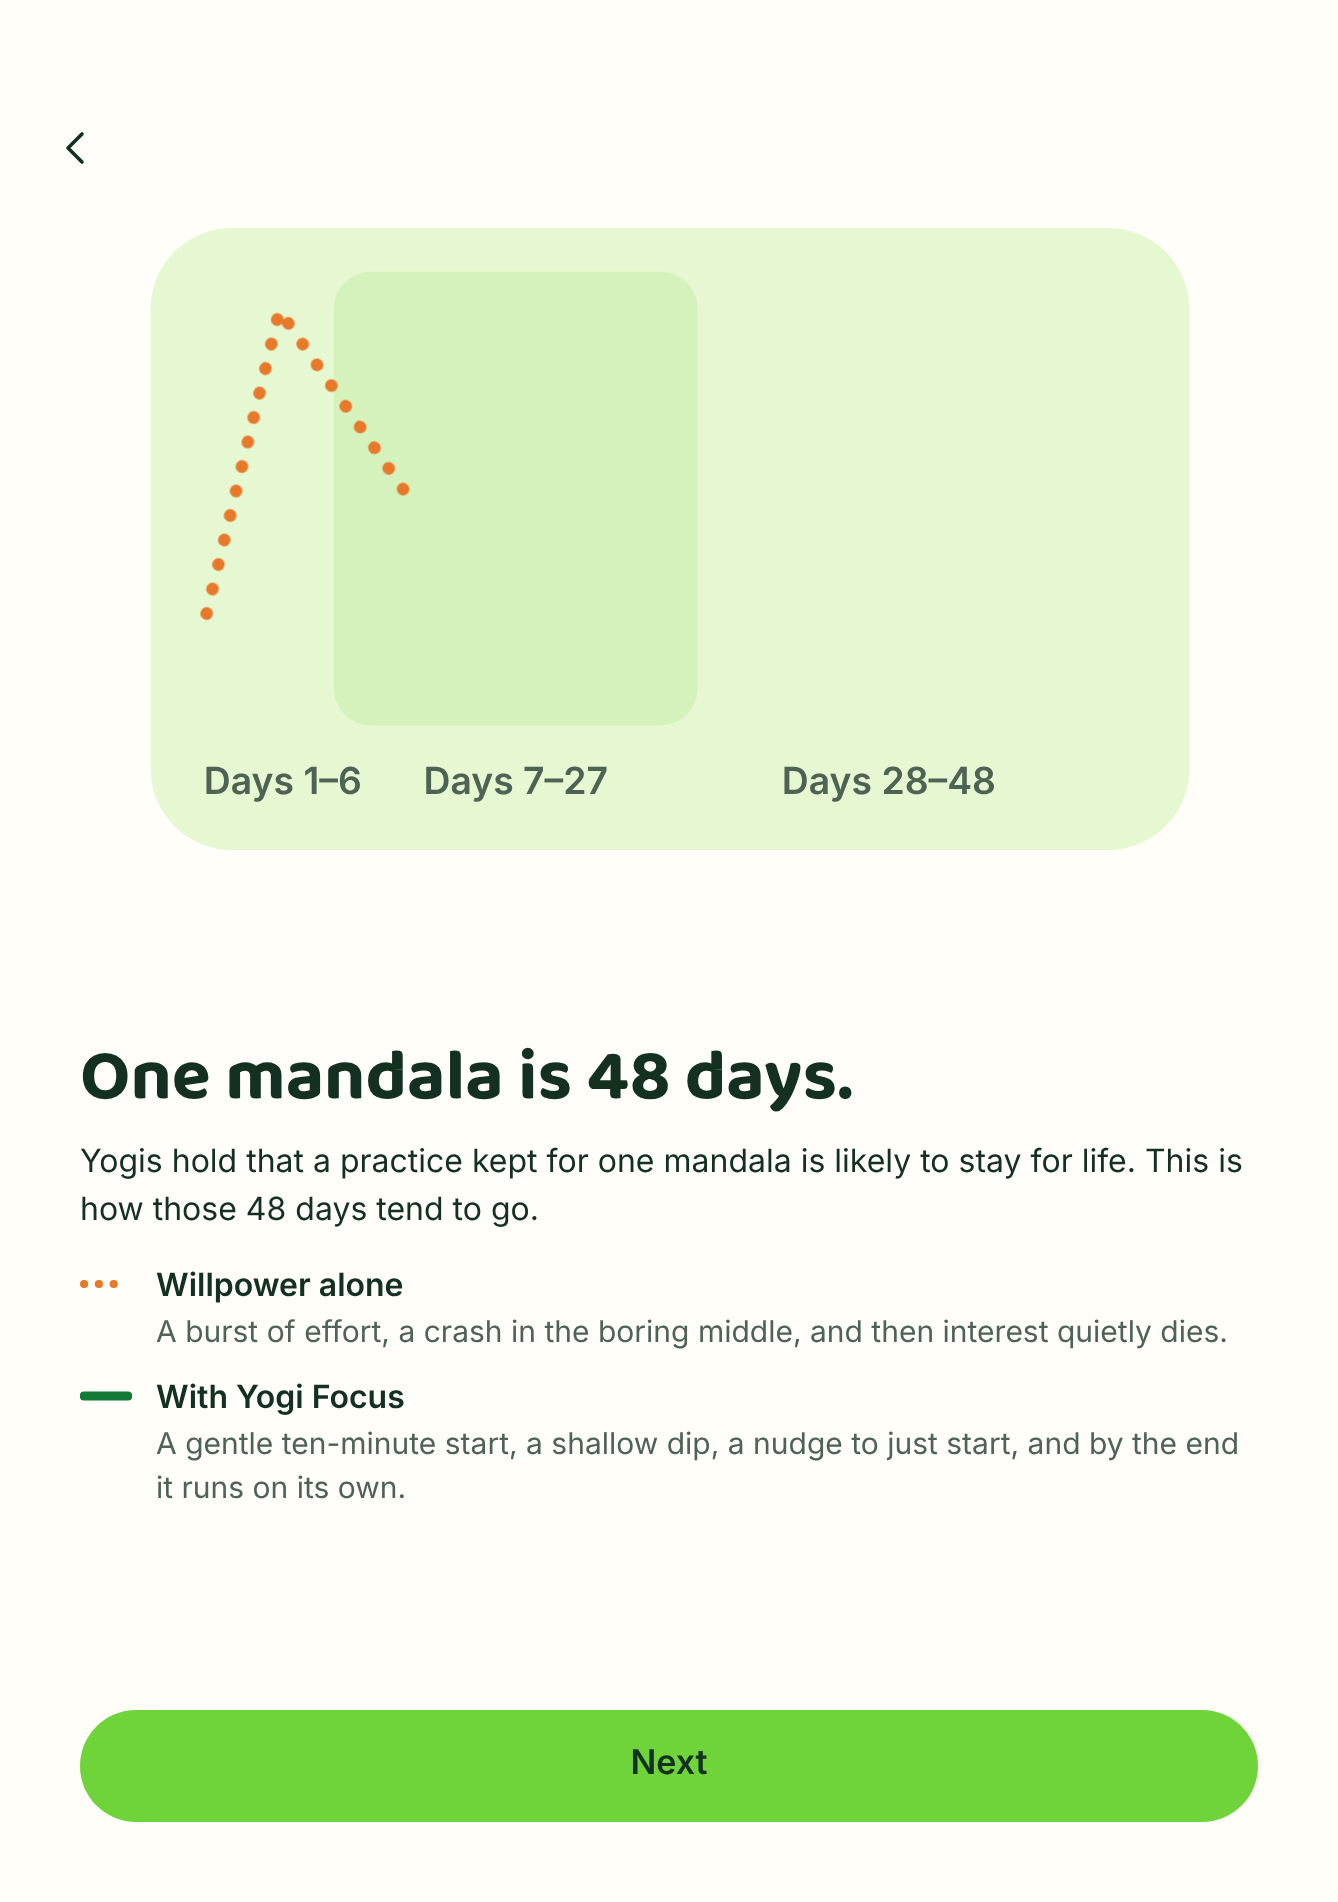 Days 1–6 Days 7–27 Days 28–48
One mandala is 48 days.
Yogis hold that a practice kept for one mandala is likely to stay for life. This is
how those 48 days tend to go.
Willpower alone
A burst of effort, a crash in the boring middle, and then interest quietly dies.
With Yogi Focus
A gentle ten-minute start, a shallow dip, a nudge to just start, and by the end
it runs on its own.
Next